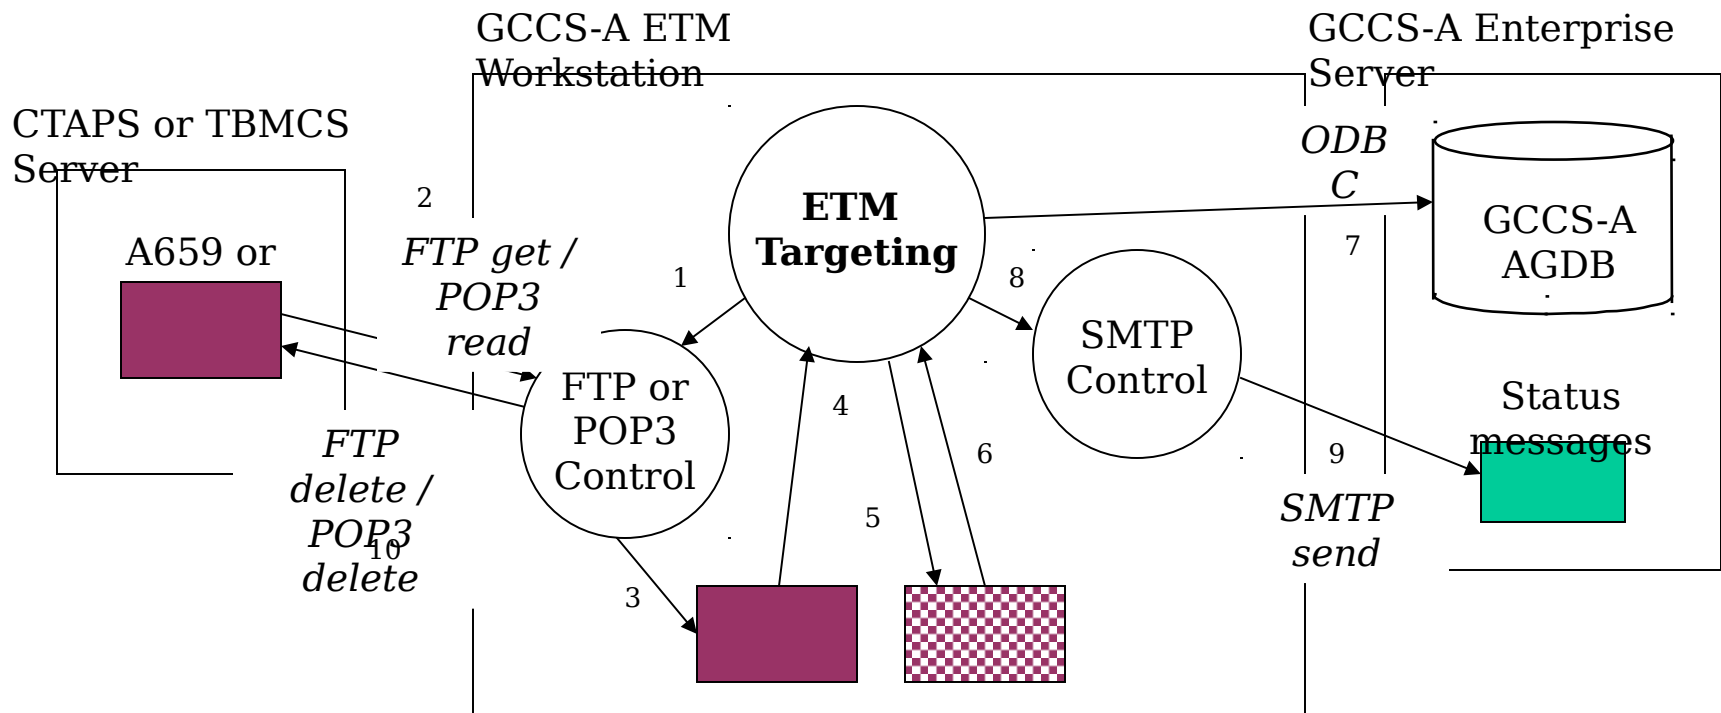 GCCS-A ETM
Workstation
GCCS-A Enterprise
Server
CTAPS or TBMCS
Server
ODB
C
2
ETM
Targeting
GCCS-A
AGDB
A659 or
FTP get /
POP3
read
1
8
7
SMTP
Control
FTP or
POP3
Control
4
Status
messages
FTP
delete /
POP3
delete
10
6
9
5
SMTP
send
3